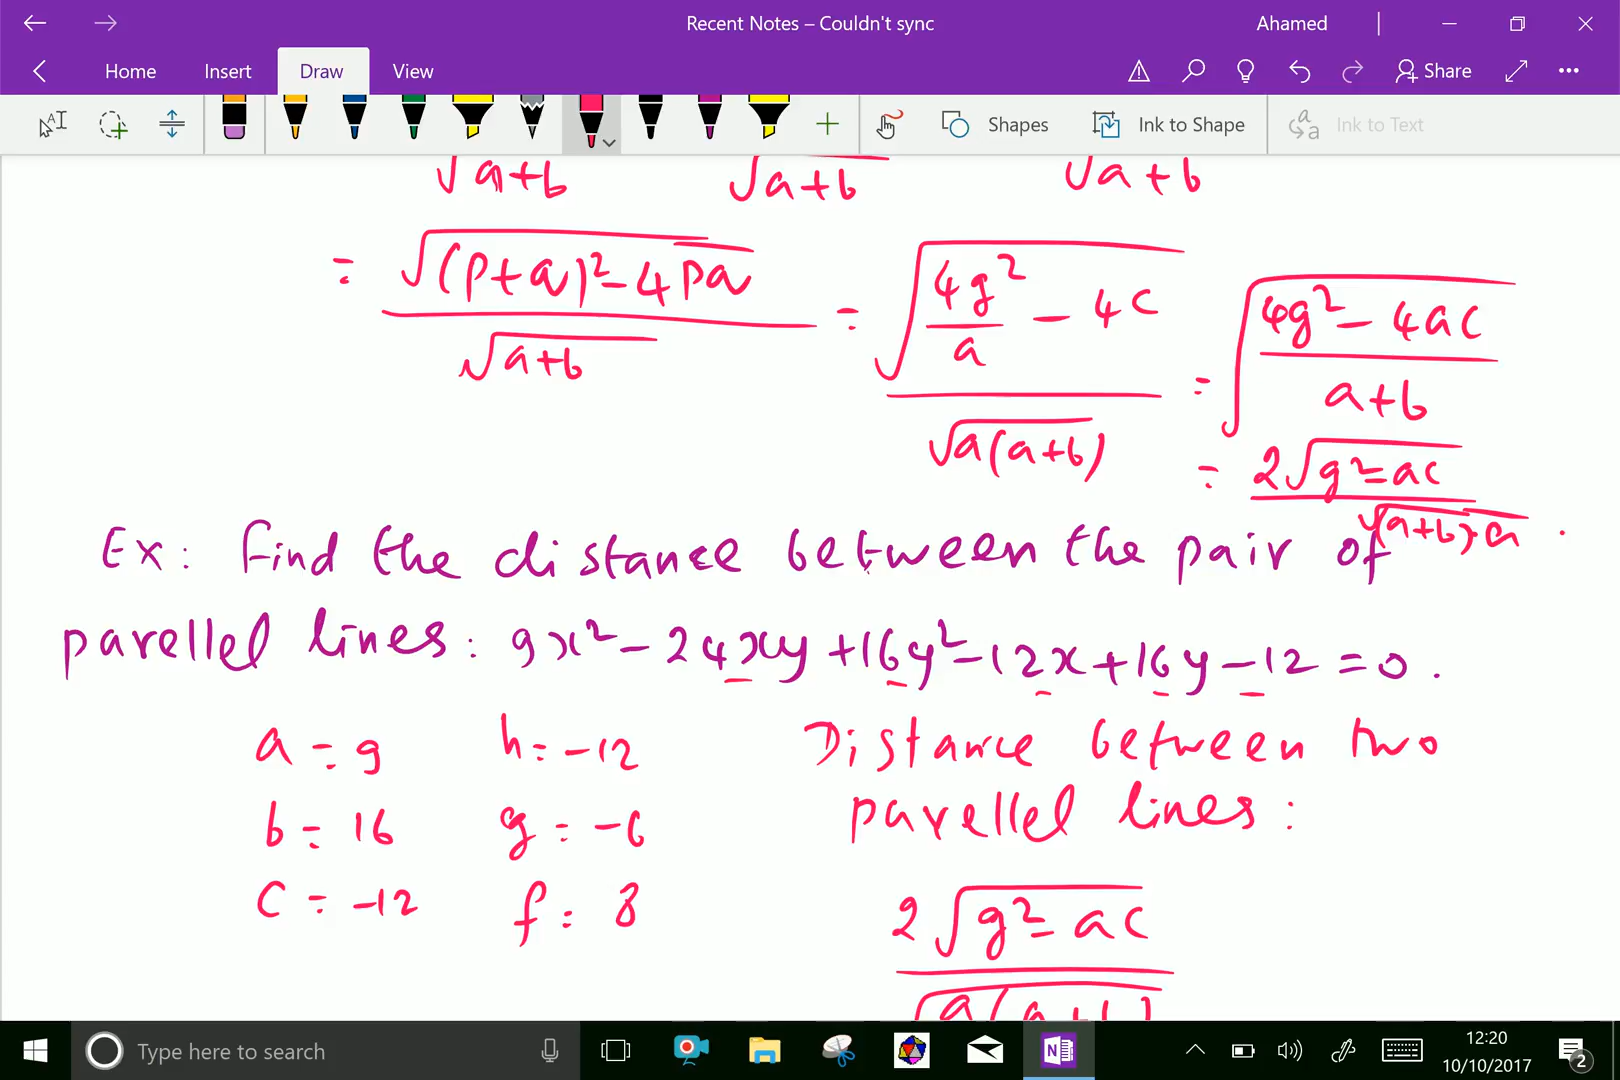 Recent Notes – Couldn't sync
Ahamed
Home Insert Draw View
Share
Shapes
Ink to Shape
Ink to Text
√a+b √a+b √a+b
= √(p+q)²-4pq / √a+b = √4g²/a - 4c / √a(a+b) = √4g²-4ac / a+b
= 2√g²-ac / √(a+b)×a .
Ex: Find the distance between the pair of
parellel lines: 9x²-24xy+16y²-12x+16y-12=0.
a = 9 h = -12 Distance between two
b = 16 g = -6 parellel lines:
c = -12 f = 8
2√g²-ac
√a(a+b)
Type here to search
12:20
10/10/2017
2